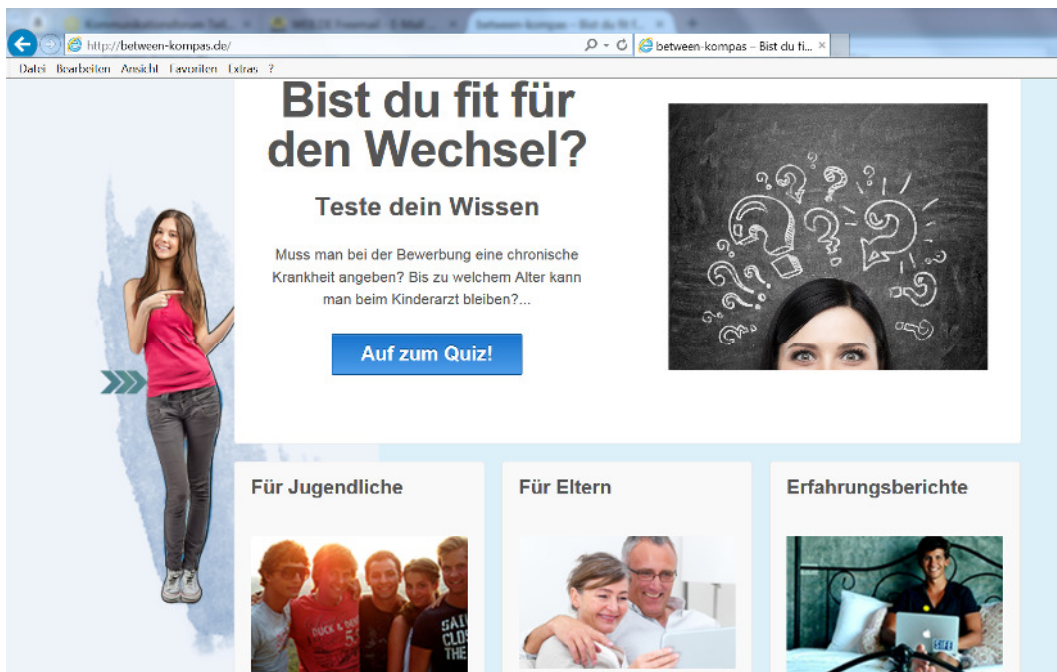 http://between-kompas.de/
between-kompas – Bist du fi...
Datei Bearbeiten Ansicht Favoriten Extras ?
Bist du fit für
den Wechsel?
Teste dein Wissen
Muss man bei der Bewerbung eine chronische
Krankheit angeben? Bis zu welchem Alter kann
man beim Kinderarzt bleiben?...
Auf zum Quiz!
Für Jugendliche
Für Eltern
Erfahrungsberichte